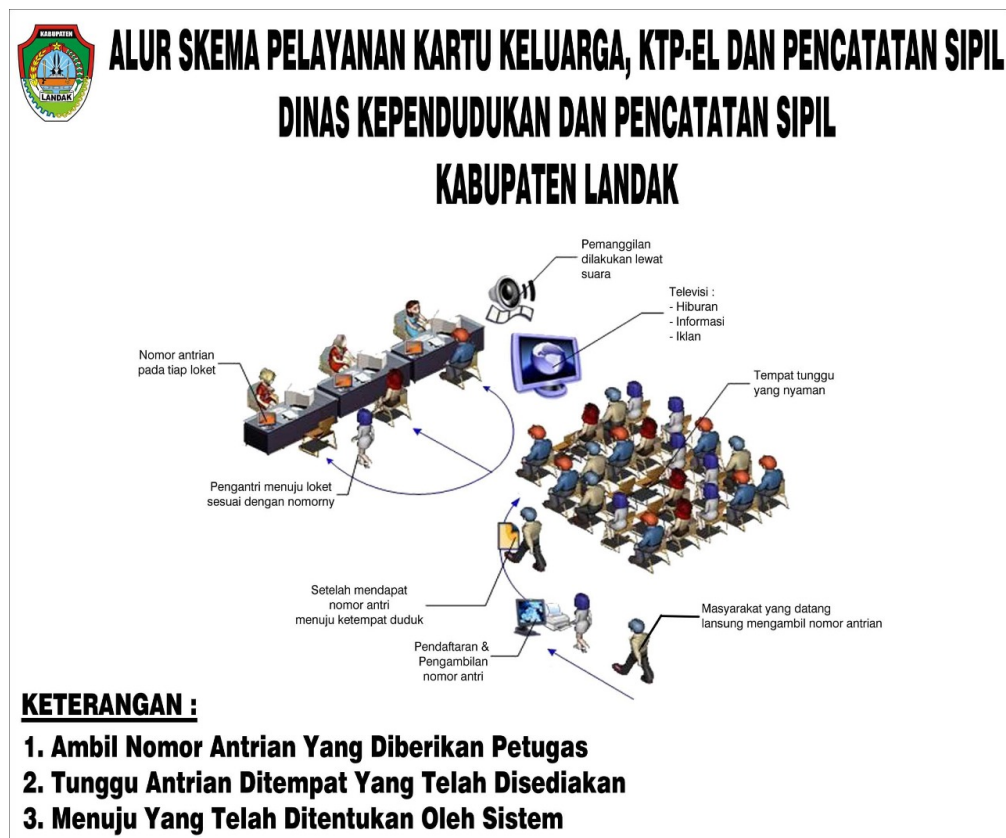 KABUPATEN
LANDAK
ALUR SKEMA PELAYANAN KARTU KELUARGA, KTP-EL DAN PENCATATAN SIPIL
DINAS KEPENDUDUKAN DAN PENCATATAN SIPIL
KABUPATEN LANDAK
Pemanggilan
dilakukan lewat
suara
Televisi :
- Hiburan
- Informasi
- Iklan
Nomor antrian
pada tiap loket
Tempat tunggu
yang nyaman
Pengantri menuju loket
sesuai dengan nomorny
Setelah mendapat
nomor antri
menuju ketempat duduk
Masyarakat yang datang
lansung mengambil nomor antrian
Pendaftaran &
Pengambilan
nomor antri
KETERANGAN :
1. Ambil Nomor Antrian Yang Diberikan Petugas
2. Tunggu Antrian Ditempat Yang Telah Disediakan
3. Menuju Yang Telah Ditentukan Oleh Sistem